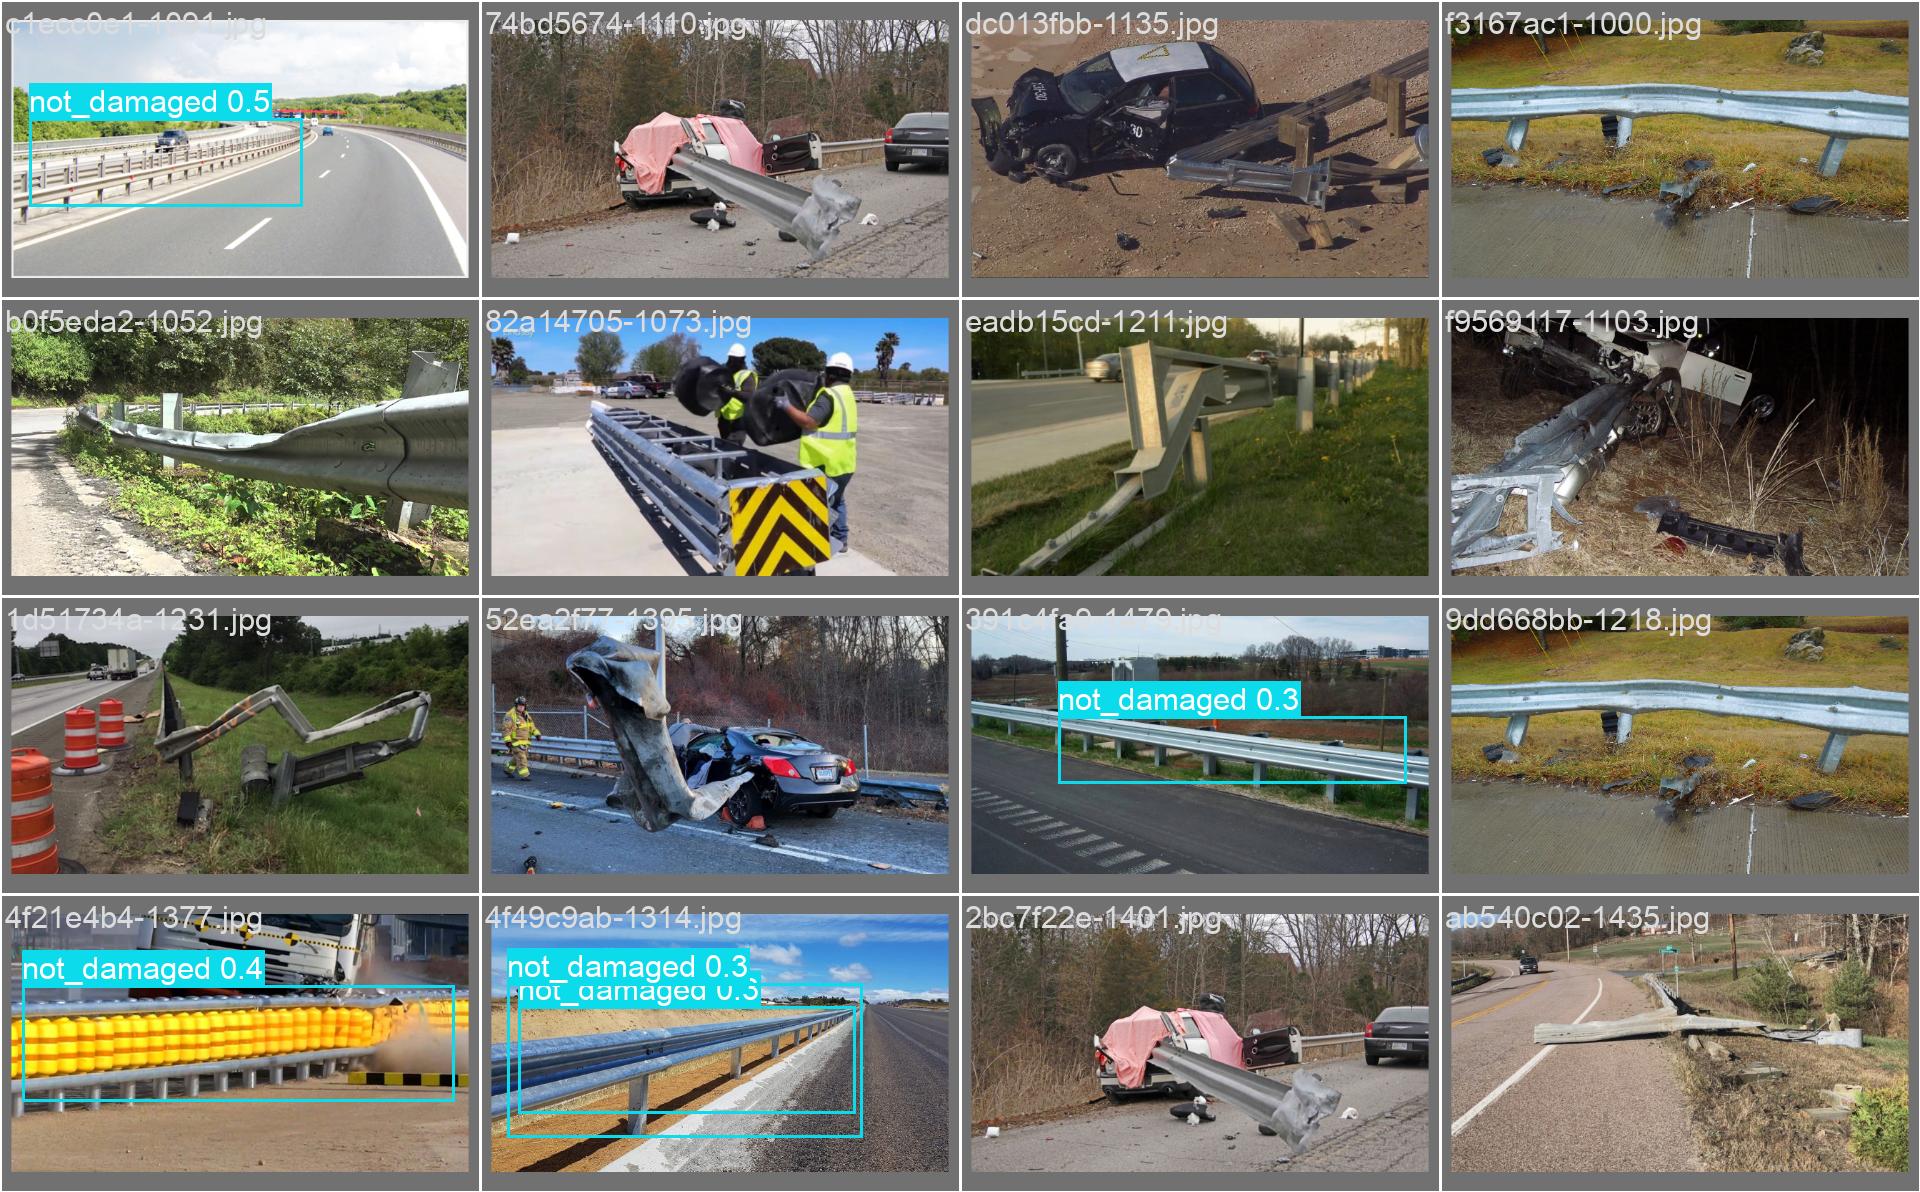 c1ecc0e1-1091.jpg
74bd5674-1110.jpg
dc013fbb-1135.jpg
f3167ac1-1000.jpg
not_damaged 0.5
b0f5eda2-1052.jpg
82a14705-1073.jpg
eadb15cd-1211.jpg
f9569117-1103.jpg
1d51734a-1231.jpg
52ea2f77-1395.jpg
391c4fa9-1479.jpg
9dd668bb-1218.jpg
not_damaged 0.3
4f21e4b4-1377.jpg
4f49c9ab-1314.jpg
2bc7f22e-1401.jpg
ab540c02-1435.jpg
not_damaged 0.4
not_damaged 0.3
not_damaged 0.3